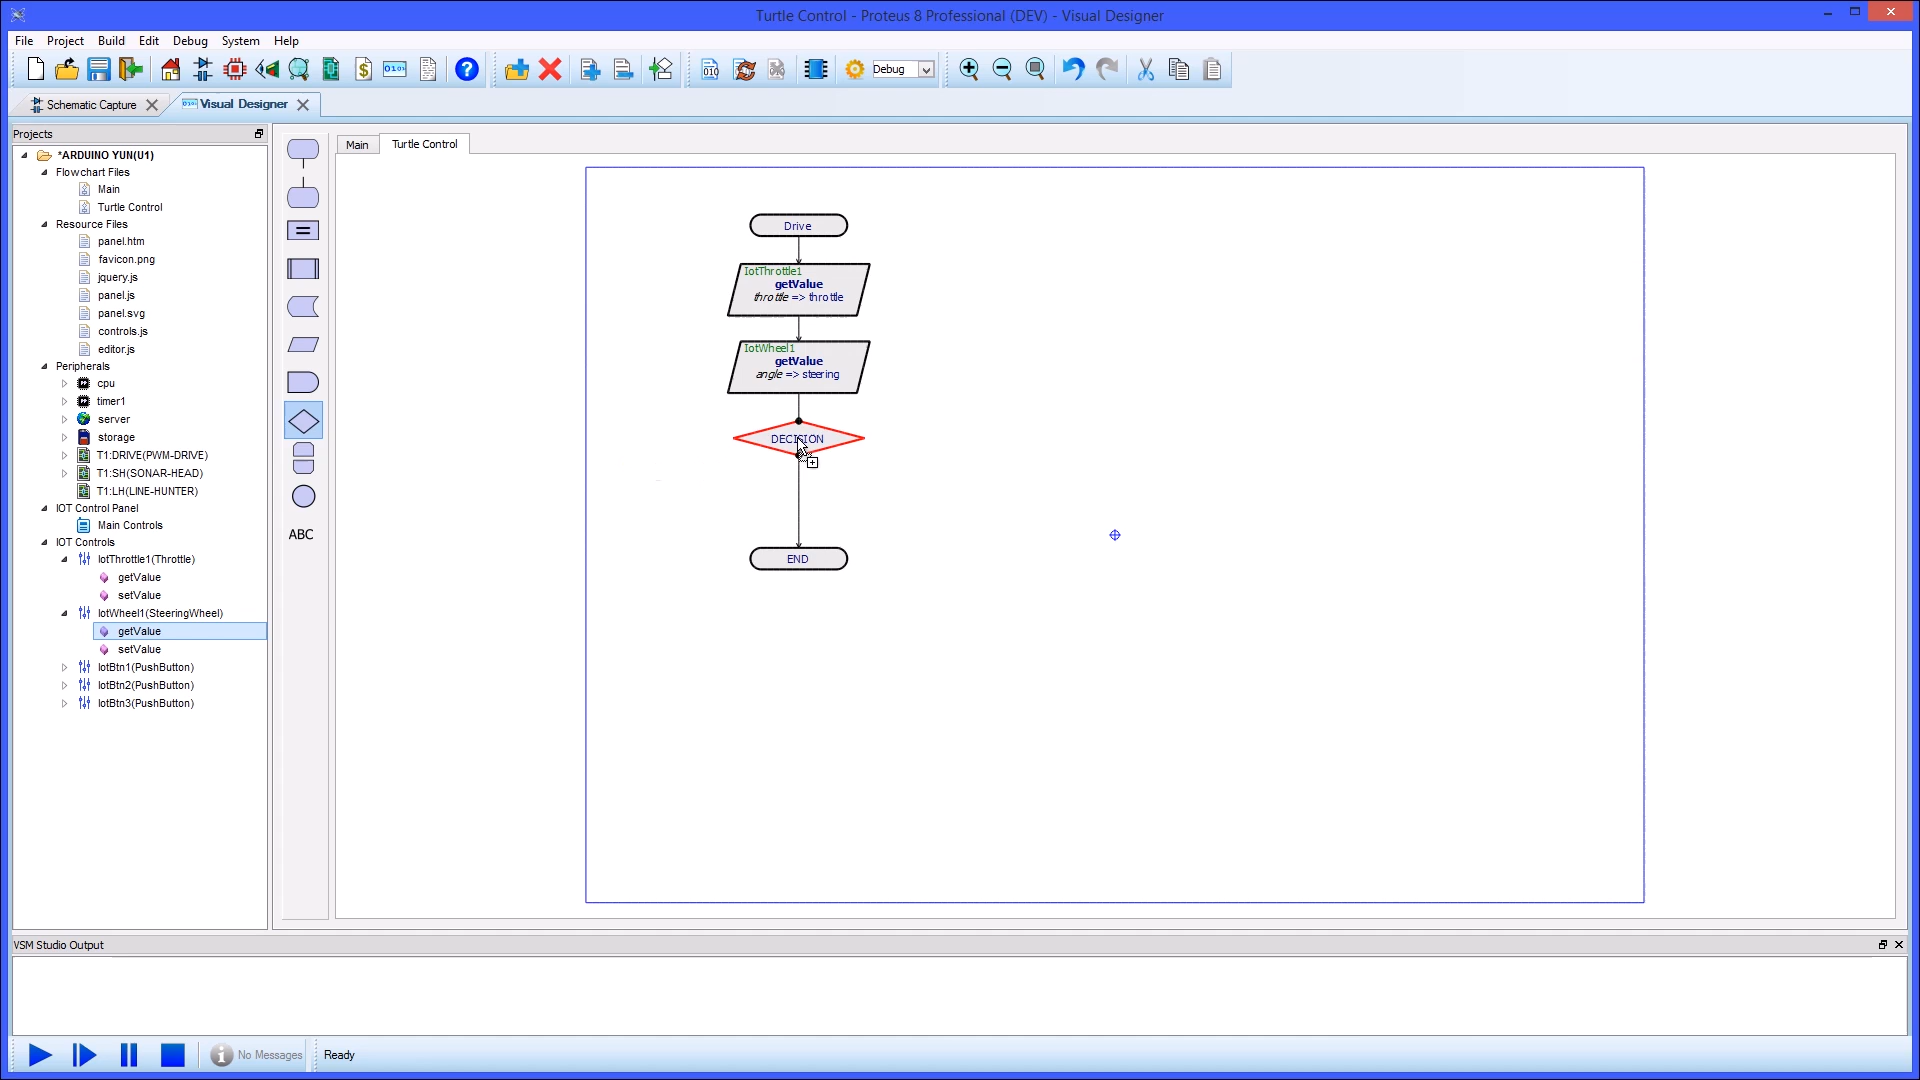 Turtle Control - Proteus 8 Professional (DEV) - Visual Designer
File Project Build Edit Debug System Help
Debug
Schematic Capture
Visual Designer
Projects
*ARDUINO YUN(U1)
Flowchart Files
Main
Turtle Control
Resource Files
panel.htm
favicon.png
jquery.js
panel.js
panel.svg
controls.js
editor.js
Peripherals
cpu
timer1
server
storage
T1:DRIVE(PWM-DRIVE)
T1:SH(SONAR-HEAD)
T1:LH(LINE-HUNTER)
IOT Control Panel
Main Controls
IOT Controls
IotThrottle1(Throttle)
getValue
setValue
IotWheel1(SteeringWheel)
getValue
setValue
IotBtn1(PushButton)
IotBtn2(PushButton)
IotBtn3(PushButton)
ABC
Main
Turtle Control
Drive
IotThrottle1
getValue
throttle => throttle
IotWheel1
getValue
angle => steering
DECISION
END
VSM Studio Output
No Messages
Ready